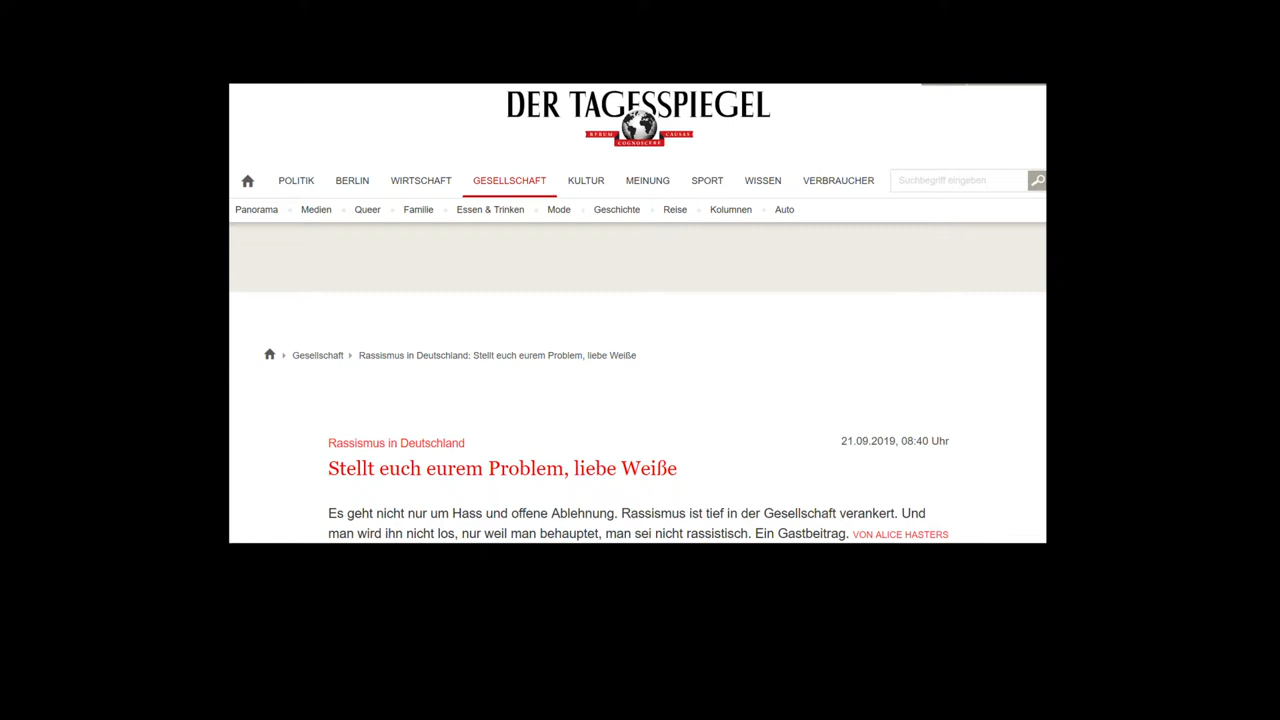 DER TAGESSPIEGEL
RERUM CAUSAS
COGNOSCERE
POLITIK BERLIN WIRTSCHAFT GESELLSCHAFT KULTUR MEINUNG SPORT WISSEN VERBRAUCHER Suchbegriff eingeben
Panorama Medien Queer Familie Essen & Trinken Mode Geschichte Reise Kolumnen Auto
Gesellschaft Rassismus in Deutschland: Stellt euch eurem Problem, liebe Weiße
Rassismus in Deutschland 21.09.2019, 08:40 Uhr
Stellt euch eurem Problem, liebe Weiße
Es geht nicht nur um Hass und offene Ablehnung. Rassismus ist tief in der Gesellschaft verankert. Und
man wird ihn nicht los, nur weil man behauptet, man sei nicht rassistisch. Ein Gastbeitrag. VON ALICE HASTERS